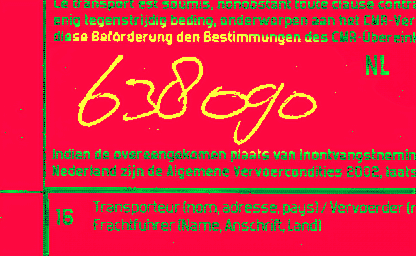 Ce transport est soumis, nonobstant toute clause contr
enig tegenstrijdig beding, onderworpen aan het CMR-Ver
diese Beförderung den Bestimmungen des CMR-Überein
638090
NL
Indien de overeengekomen plaats van inontvangstnemin
Nederland zijn de Algemene Vervoercondities 2002, laats
16 Transporteur (nom, adresse, pays) / Vervoerder (n
Frachtführer (Name, Anschrift, Land)